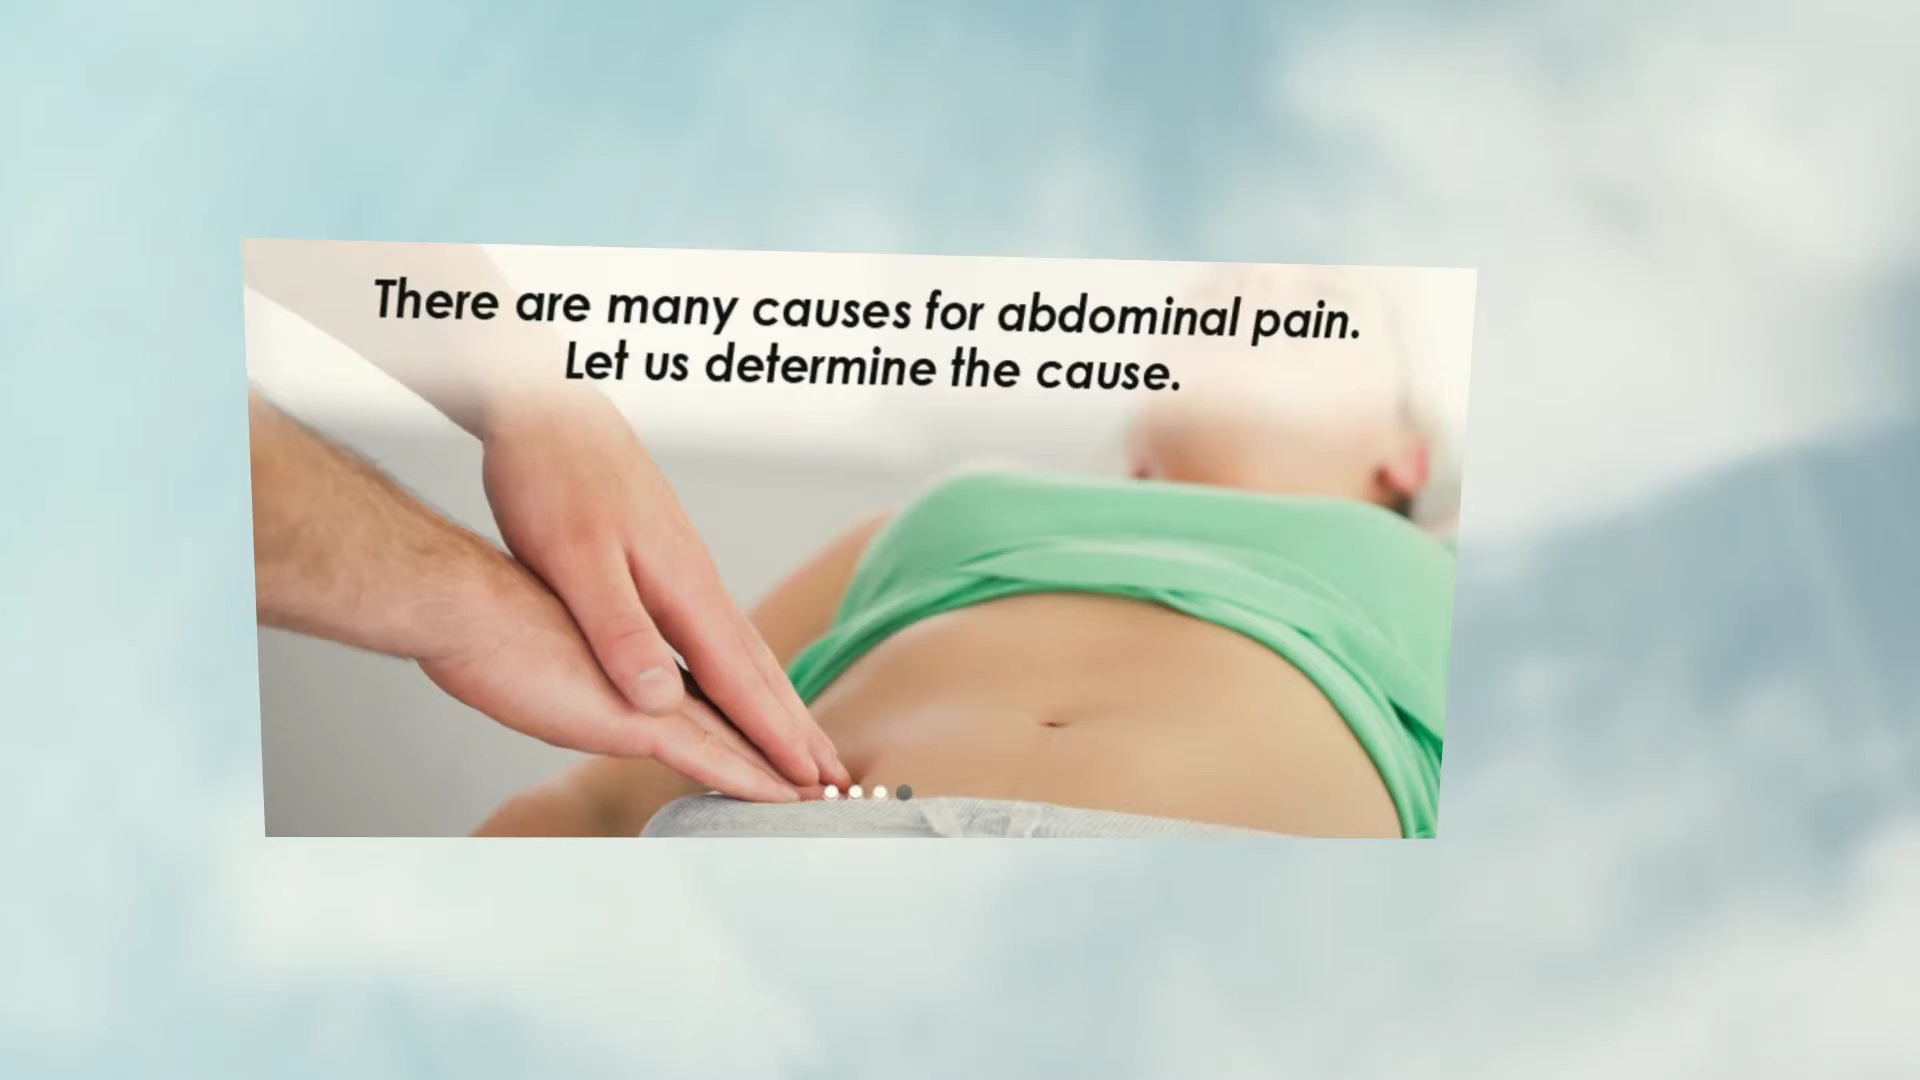 There are many causes for abdominal pain.
Let us determine the cause.